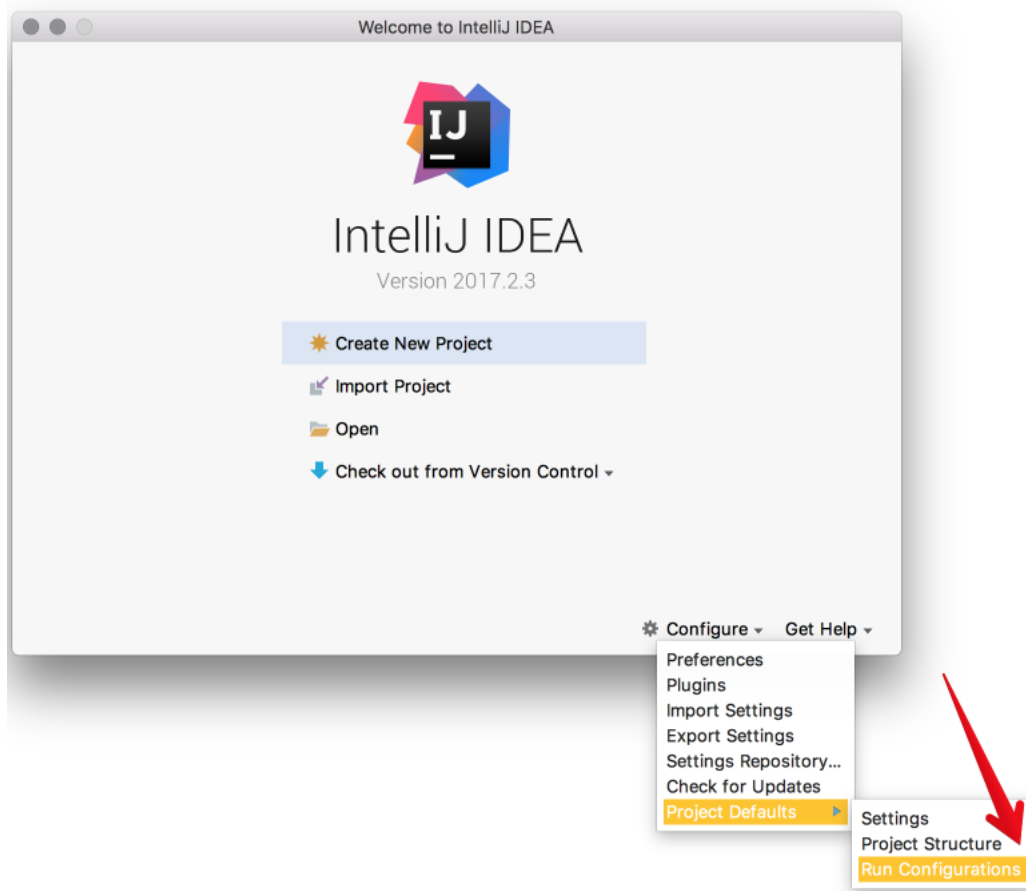 Welcome to IntelliJ IDEA
IJ
IntelliJ IDEA
Version 2017.2.3
Create New Project
Import Project
Open
Check out from Version Control
Configure
Get Help
Preferences
Plugins
Import Settings
Export Settings
Settings Repository...
Check for Updates
Project Defaults
Settings
Project Structure
Run Configurations